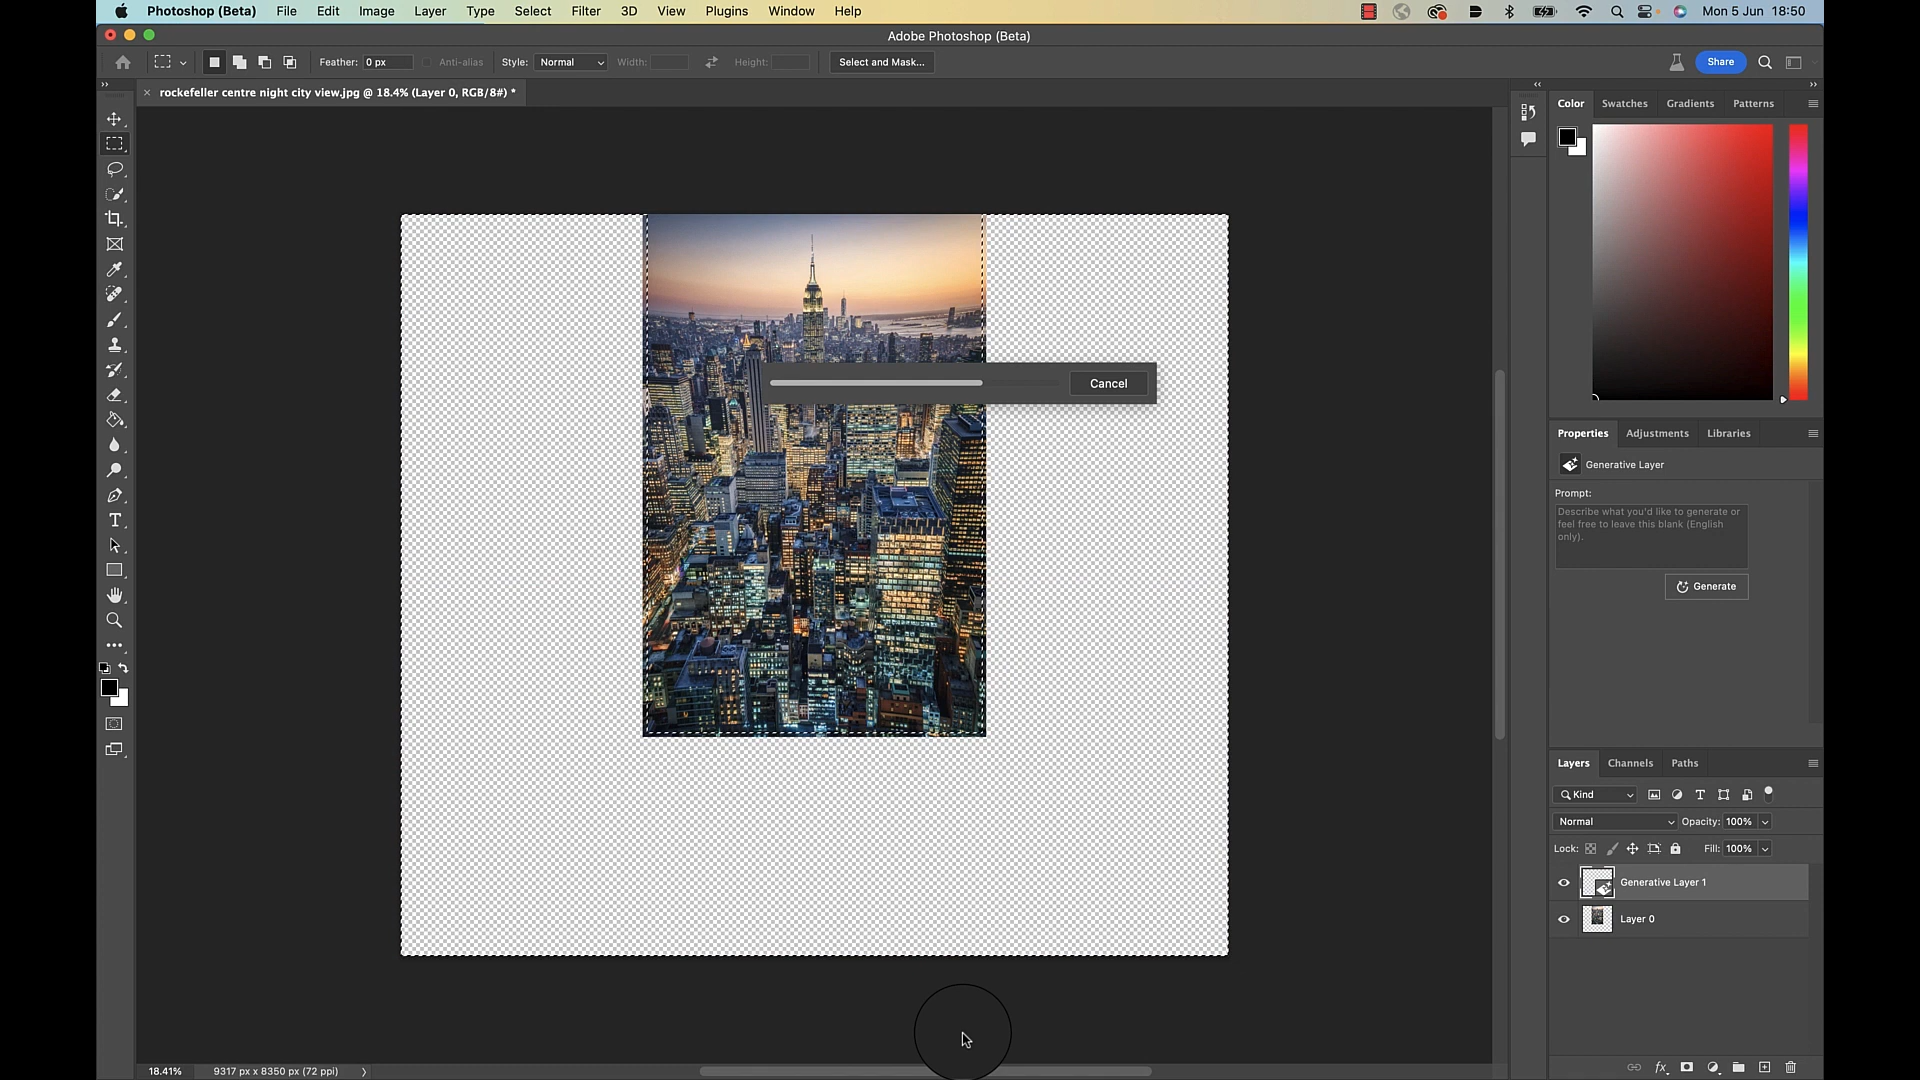 Photoshop (Beta) File Edit Image Layer Type Select Filter 3D View Plugins Window Help Mon 5 Jun 18:50
Adobe Photoshop (Beta)
Feather: 0 px Anti-alias Style: Normal Width: Height: Select and Mask... Share
rockefeller centre night city view.jpg @ 18.4% (Layer 0, RGB/8#) *
Color Swatches Gradients Patterns
Cancel
Properties Adjustments Libraries
Generative Layer
Prompt:
Describe what you'd like to generate or
feel free to leave this blank (English
only).
Generate
Layers Channels Paths
Kind
Normal Opacity: 100%
Lock: Fill: 100%
Generative Layer 1
Layer 0
18.41% 9317 px x 8350 px (72 ppi)